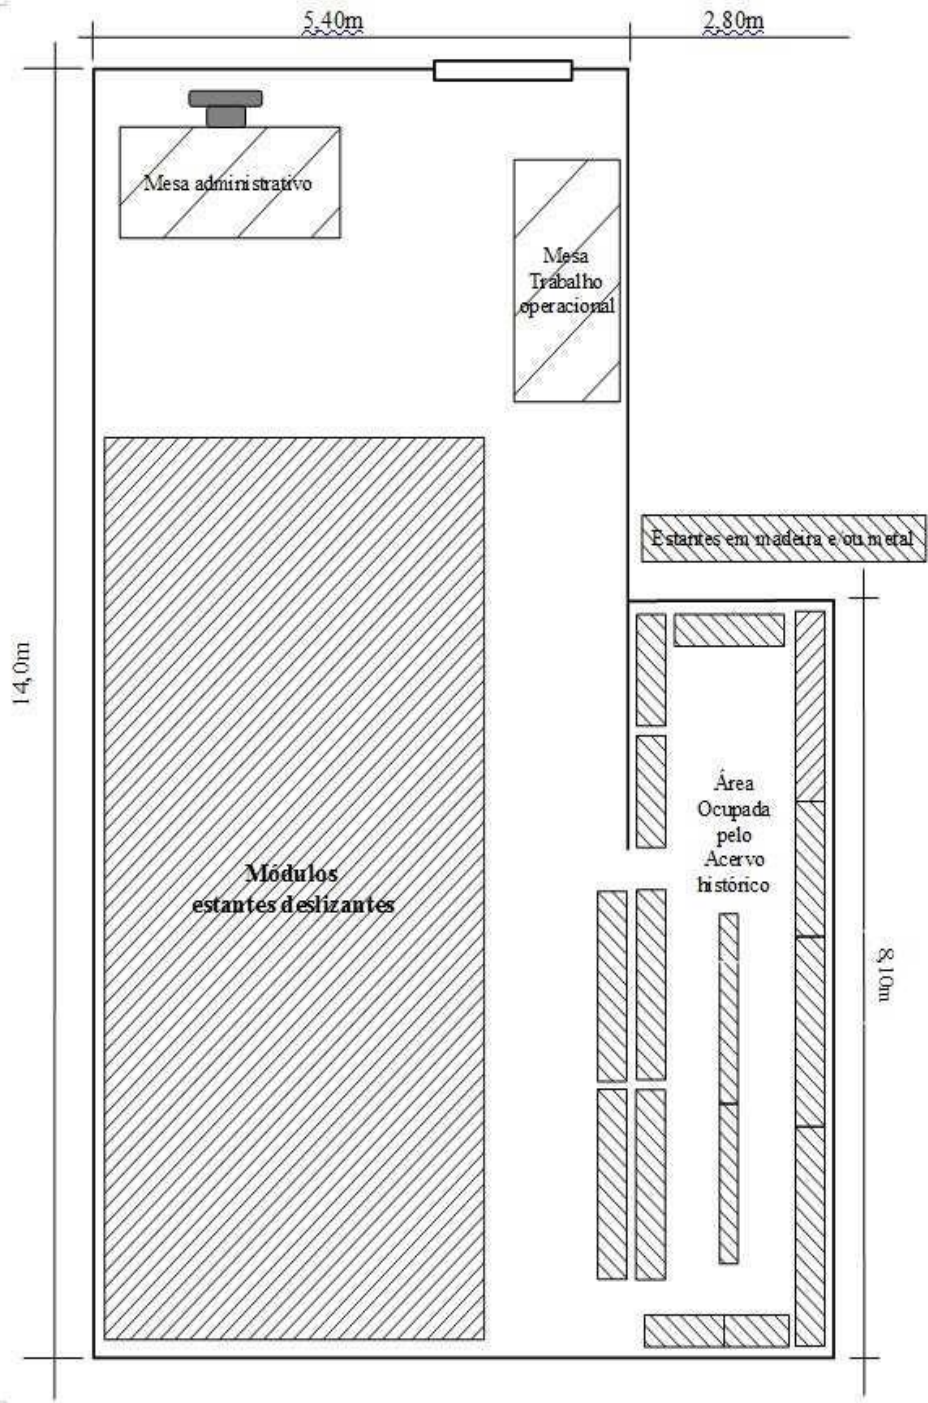 5,40m
2,80m
Mesa administrativo
Mesa
Trabalho
operacional
Estantes em madeira e/ou metal
14,0m
Área
Ocupada
pelo
Acervo
histórico
Módulos
estantes deslizantes
8,10m